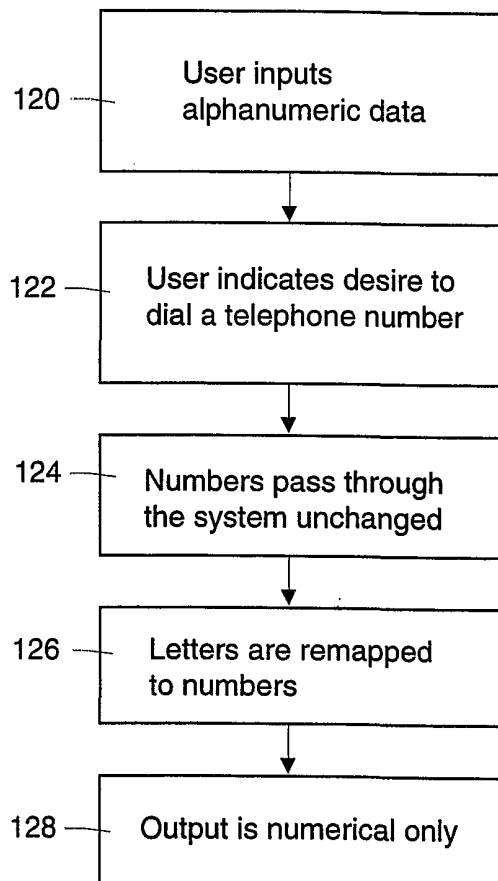 120
User inputs
alphanumeric data
122
User indicates desire to
dial a telephone number
124
Numbers pass through
the system unchanged
126
Letters are remapped
to numbers
128
Output is numerical only